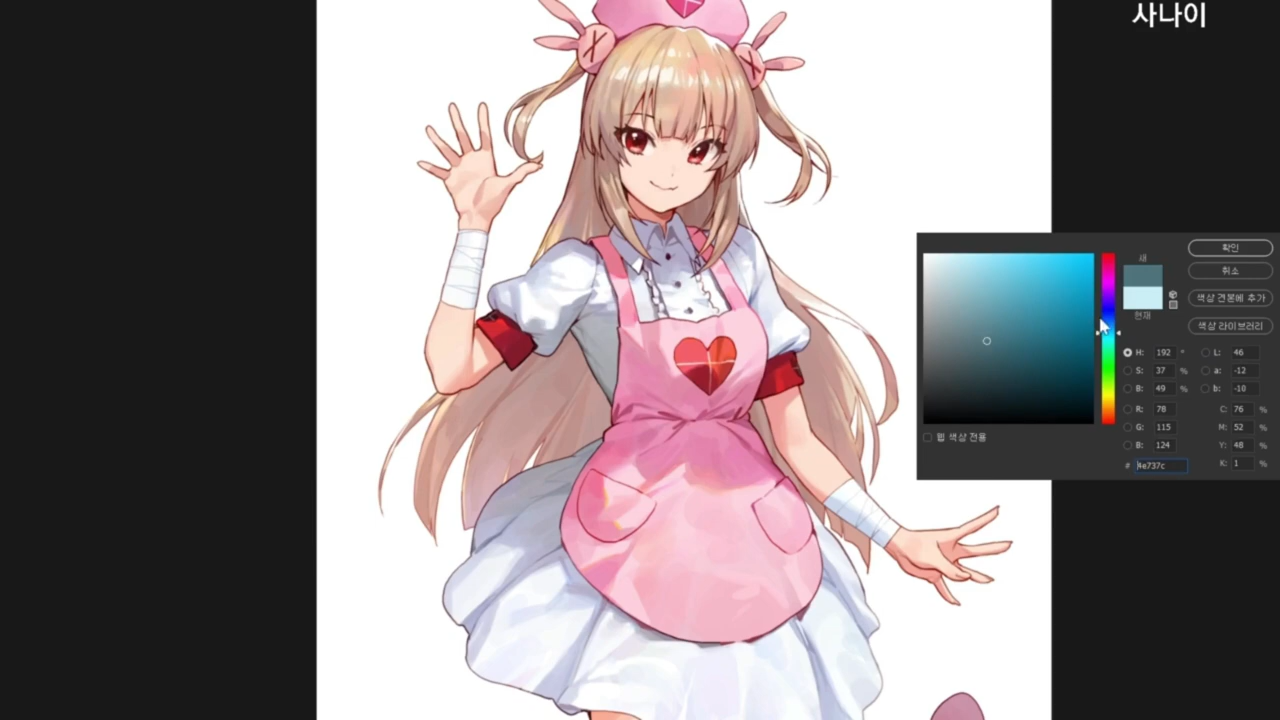 사나이
확인
새
취소
색상 견본에 추가
현재
색상 라이브러리
H: 192 °
L: 46
S: 37 %
a: -12
B: 49 %
b: -10
R: 78
C: 76 %
G: 115
M: 52 %
B: 124
Y: 48 %
웹 색상 전용
# 4e737c
K: 1 %